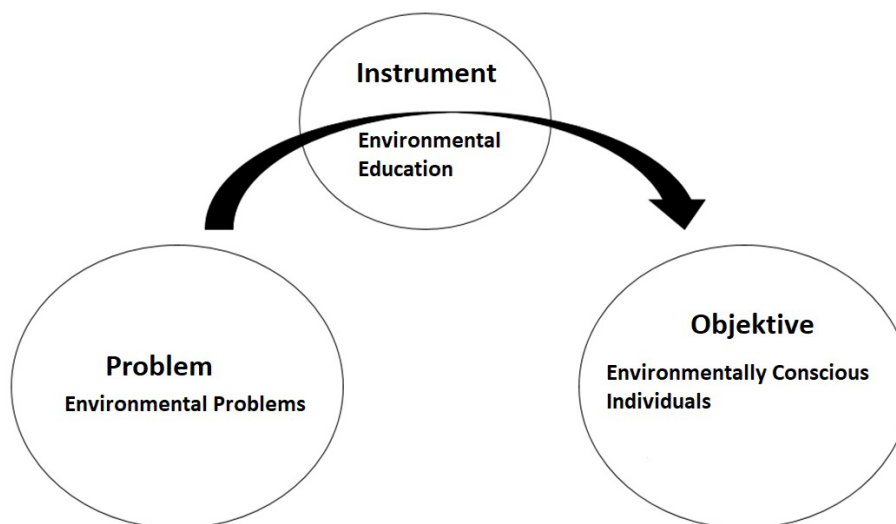 Instrument
Environmental
Education
Problem
Environmental Problems
Objektive
Environmentally Conscious
Individuals